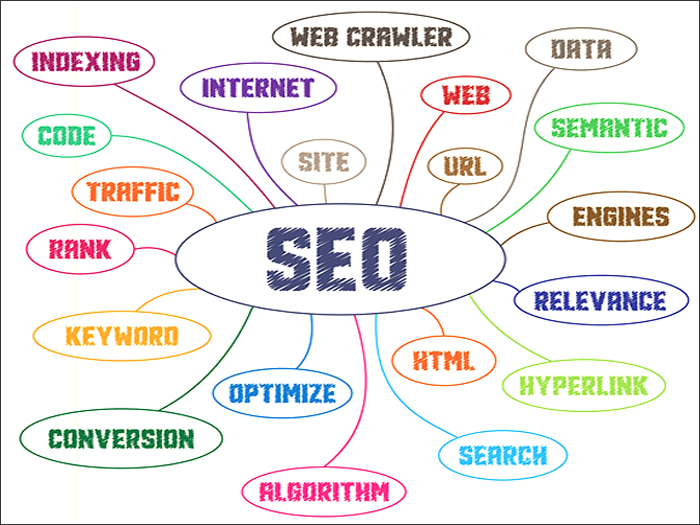 WEB CRAWLER
DATA
INDEXING
INTERNET
WEB
CODE
SEMANTIC
SITE
URL
TRAFFIC
ENGINES
RANK
SEO
RELEVANCE
KEYWORD
HTML
HYPERLINK
OPTIMIZE
CONVERSION
SEARCH
ALGORITHM